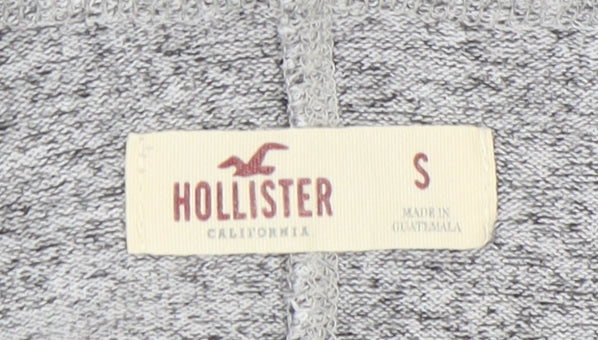 HOLLISTER
CALIFORNIA
S
MADE IN
GUATEMALA